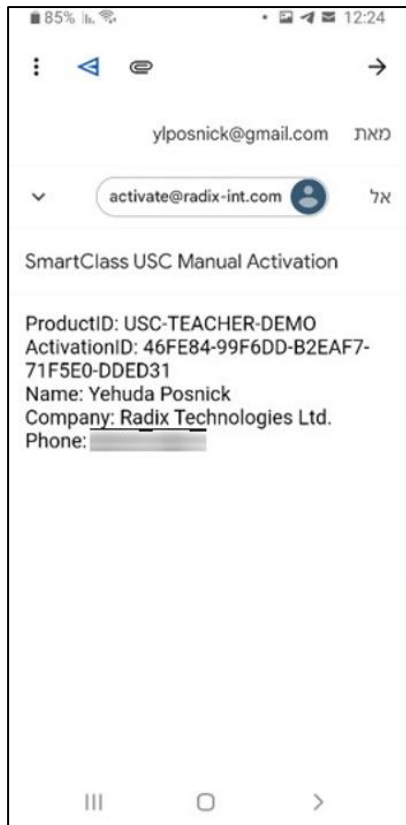 85% 12:24
ylposnick@gmail.com מאת
activate@radix-int.com אל
SmartClass USC Manual Activation
ProductID: USC-TEACHER-DEMO
ActivationID: 46FE84-99F6DD-B2EAF7-
71F5E0-DDED31
Name: Yehuda Posnick
Company: Radix Technologies Ltd.
Phone: